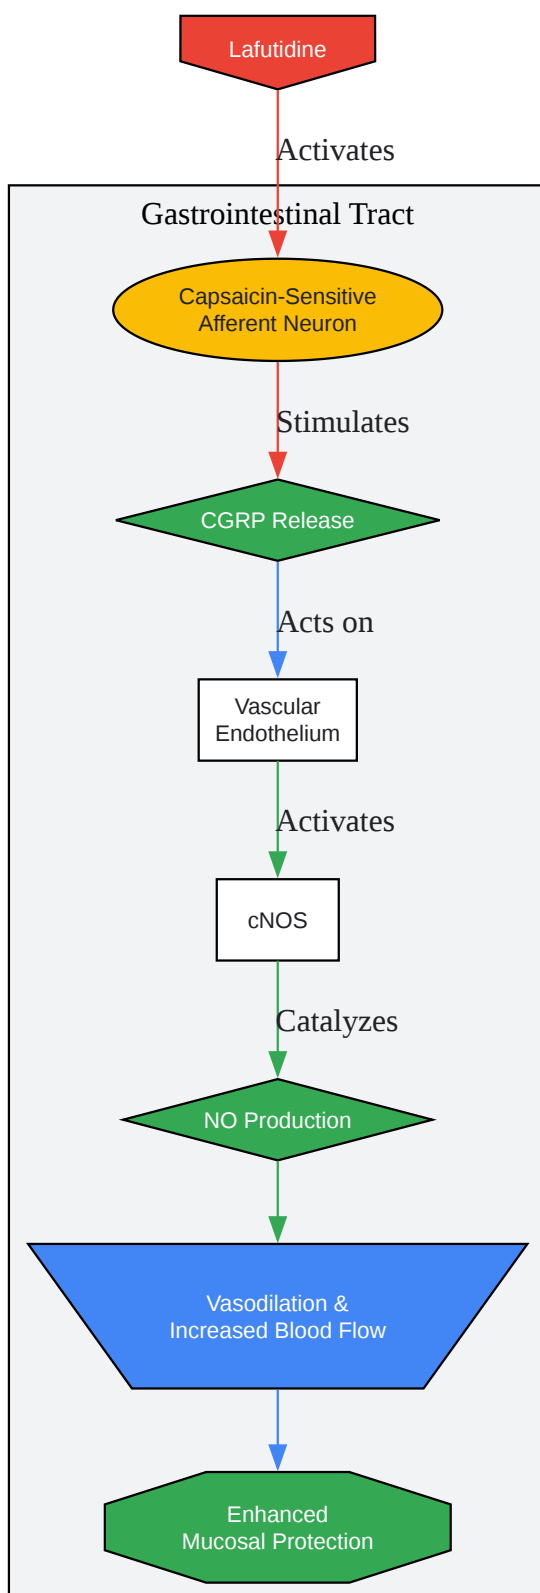 Lafutidine
Activates
Gastrointestinal Tract
Capsaicin-Sensitive
Afferent Neuron
Stimulates
CGRP Release
Acts on
Vascular
Endothelium
Activates
cNOS
Catalyzes
NO Production
Vasodilation &
Increased Blood Flow
Enhanced
Mucosal Protection